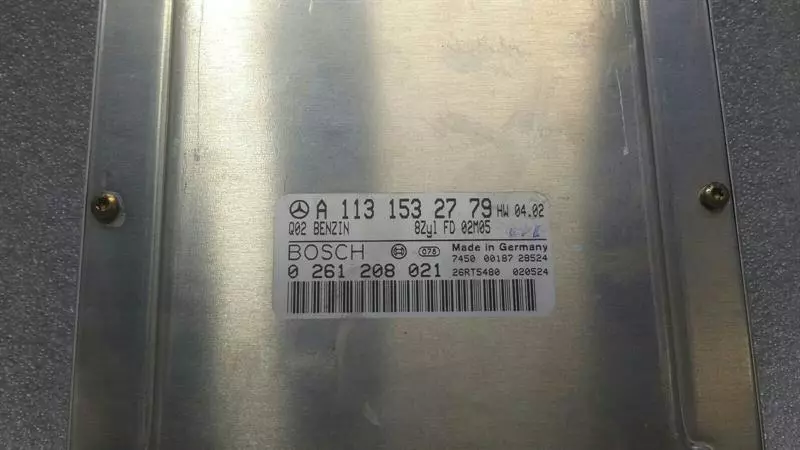 A 113 153 27 79 HW 04.02
Q02 BENZIN 8Zyl FD 02M05
BOSCH 078 Made in Germany
7450 00187 28524
0 261 208 021 26RTS480 020524